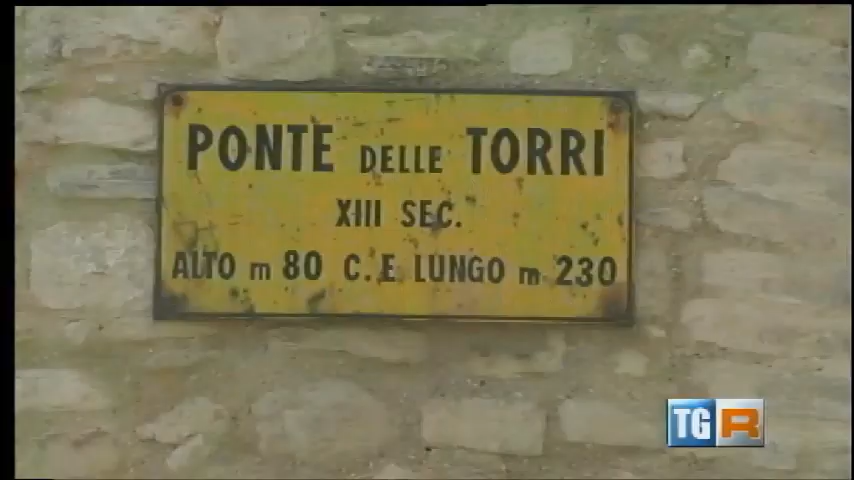 PONTE DELLE TORRI
XIII SEC.
ALTO m 80 C. E LUNGO m 230
TGR